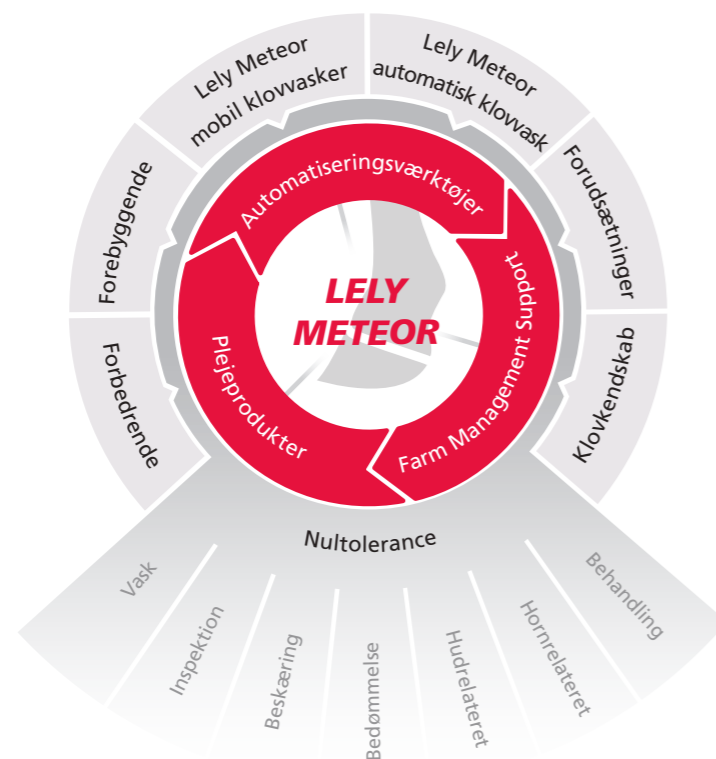 Lely Meteor
mobil klovvasker
Lely Meteor
automatisk klovvask
Forebyggende
Forudsætninger
Forbedrende
Klovkendskab
Automatiseringsværktøjer
Plejeprodukter
Farm Management Support
LELY
METEOR
Nultolerance
Vask
Inspektion
Beskæring
Bedømmelse
Hudrelateret
Hornrelateret
Behandling